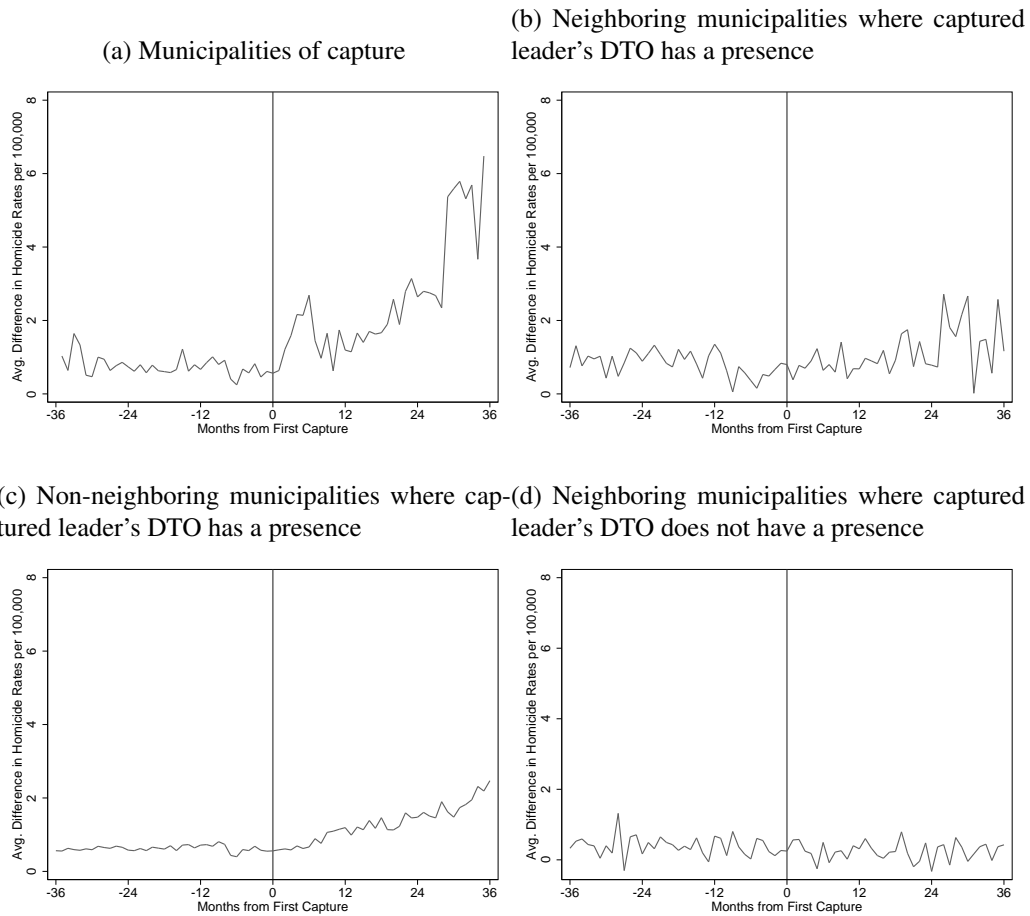 (a) Municipalities of capture
(b) Neighboring municipalities where captured
leader's DTO has a presence
Avg. Difference in Homicide Rates per 100,000
8
6
4
2
0
-36 -24 -12 0 12 24 36
Months from First Capture
Avg. Difference in Homicide Rates per 100,000
8
6
4
2
0
-36 -24 -12 0 12 24 36
Months from First Capture
(c) Non-neighboring municipalities where cap-
tured leader's DTO has a presence
(d) Neighboring municipalities where captured
leader's DTO does not have a presence
Avg. Difference in Homicide Rates per 100,000
8
6
4
2
0
-36 -24 -12 0 12 24 36
Months from First Capture
Avg. Difference in Homicide Rates per 100,000
8
6
4
2
0
-36 -24 -12 0 12 24 36
Months from First Capture